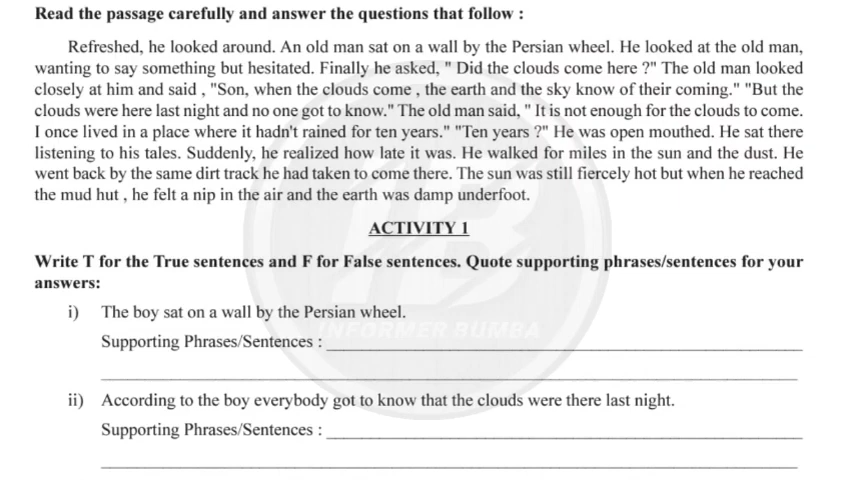 Read the passage carefully and answer the questions that follow :
Refreshed, he looked around. An old man sat on a wall by the Persian wheel. He looked at the old man,
wanting to say something but hesitated. Finally he asked, " Did the clouds come here ?" The old man looked
closely at him and said , "Son, when the clouds come , the earth and the sky know of their coming." "But the
clouds were here last night and no one got to know." The old man said, " It is not enough for the clouds to come.
I once lived in a place where it hadn't rained for ten years." "Ten years ?" He was open mouthed. He sat there
listening to his tales. Suddenly, he realized how late it was. He walked for miles in the sun and the dust. He
went back by the same dirt track he had taken to come there. The sun was still fiercely hot but when he reached
the mud hut , he felt a nip in the air and the earth was damp underfoot.
ACTIVITY 1
Write T for the True sentences and F for False sentences. Quote supporting phrases/sentences for your
answers:
i) The boy sat on a wall by the Persian wheel.
INFORMER BUMBA
Supporting Phrases/Sentences :
ii) According to the boy everybody got to know that the clouds were there last night.
Supporting Phrases/Sentences :